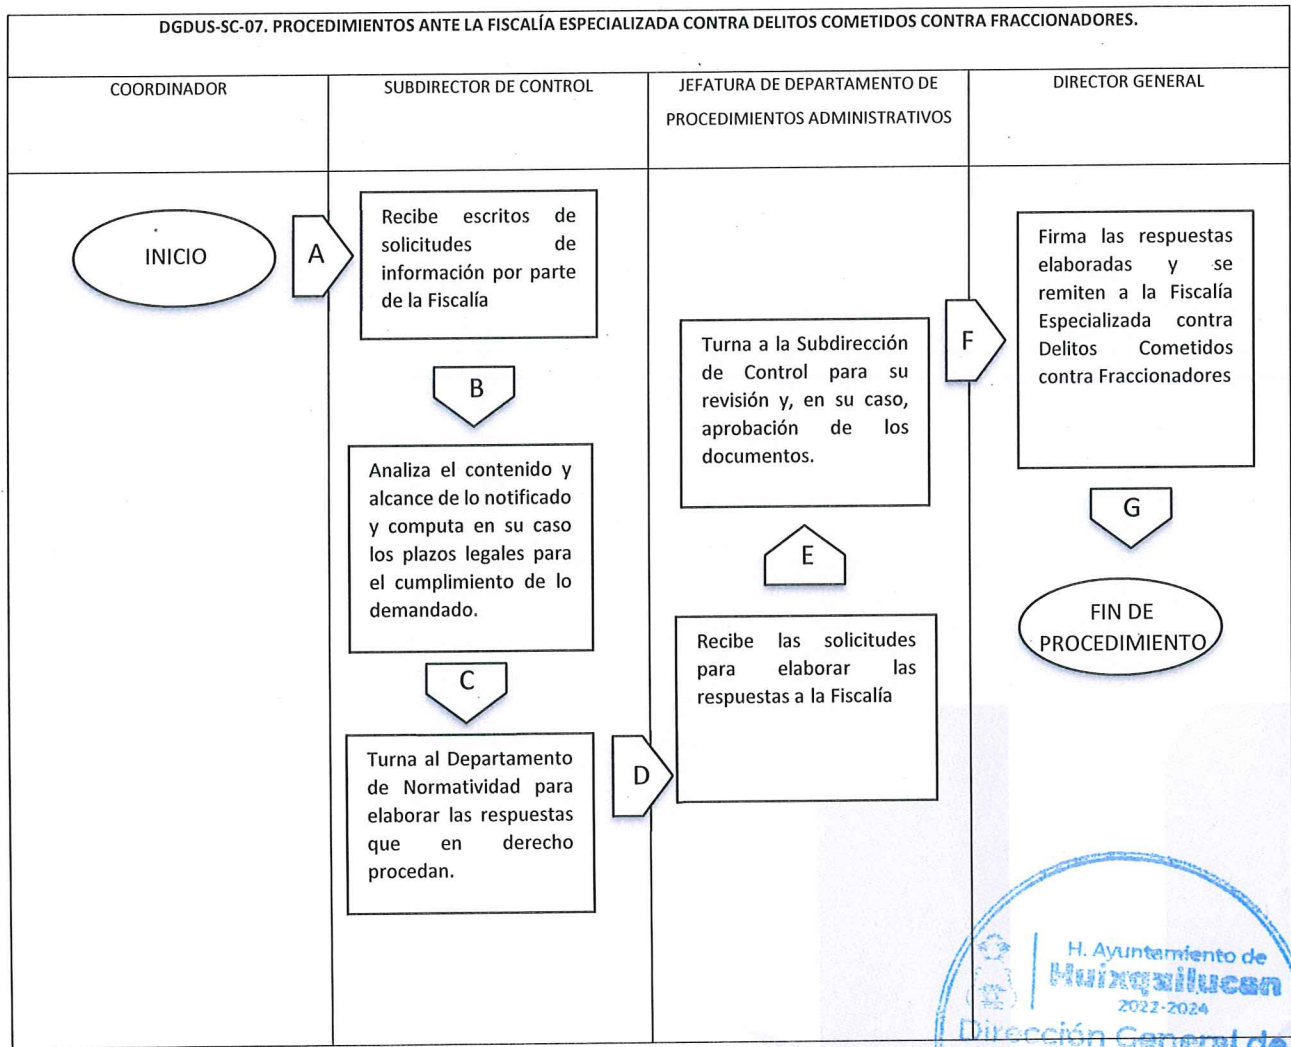 DGDUS-SC-07. PROCEDIMIENTOS ANTE LA FISCALÍA ESPECIALIZADA CONTRA DELITOS COMETIDOS CONTRA FRACCIONADORES.
COORDINADOR
SUBDIRECTOR DE CONTROL
JEFATURA DE DEPARTAMENTO DE
PROCEDIMIENTOS ADMINISTRATIVOS
DIRECTOR GENERAL
INICIO
A
Recibe escritos de
solicitudes de
información por parte
de la Fiscalía
B
Analiza el contenido y
alcance de lo notificado
y computa en su caso
los plazos legales para
el cumplimiento de lo
demandado.
C
Turna al Departamento
de Normatividad para
elaborar las respuestas
que en derecho
procedan.
D
Recibe las solicitudes
para elaborar las
respuestas a la Fiscalía
E
Turna a la Subdirección
de Control para su
revisión y, en su caso,
aprobación de los
documentos.
F
Firma las respuestas
elaboradas y se
remiten a la Fiscalía
Especializada contra
Delitos Cometidos
contra Fraccionadores
G
FIN DE
PROCEDIMIENTO
H. Ayuntamiento de
Huixquilucan
2022-2024
Dirección General de